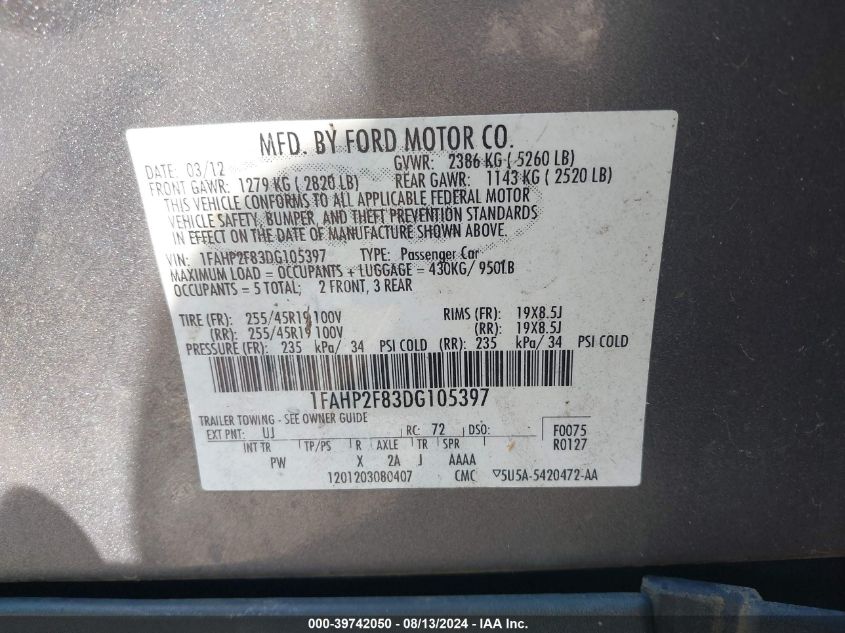 MFD. BY FORD MOTOR CO.
DATE: 03/12 GVWR: 2386 KG ( 5260 LB)
FRONT GAWR: 1279 KG ( 2820 LB) REAR GAWR: 1143 KG ( 2520 LB)
THIS VEHICLE CONFORMS TO ALL APPLICABLE FEDERAL MOTOR
VEHICLE SAFETY, BUMPER, AND THEFT PREVENTION STANDARDS
IN EFFECT ON THE DATE OF MANUFACTURE SHOWN ABOVE.
VIN: 1FAHP2F83DG105397 TYPE: Passenger Car
MAXIMUM LOAD = OCCUPANTS + LUGGAGE = 430KG/ 950LB
OCCUPANTS = 5 TOTAL; 2 FRONT, 3 REAR
TIRE (FR): 255/45R19 100V RIMS (FR): 19X8.5J
(RR): 255/45R19 100V (RR): 19X8.5J
PRESSURE (FR): 235 kPa/ 34 PSI COLD (RR): 235 kPa/ 34 PSI COLD
1FAHP2F83DG105397
TRAILER TOWING - SEE OWNER GUIDE
EXT PNT: UJ RC: 72 DSO: F0075
INT TR TP/PS R AXLE TR SPR R0127
PW X 2A J AAAA
1201203080407 CMC ▽5U5A-5420472-AA
000-39742050 - 08/13/2024 - IAA Inc.